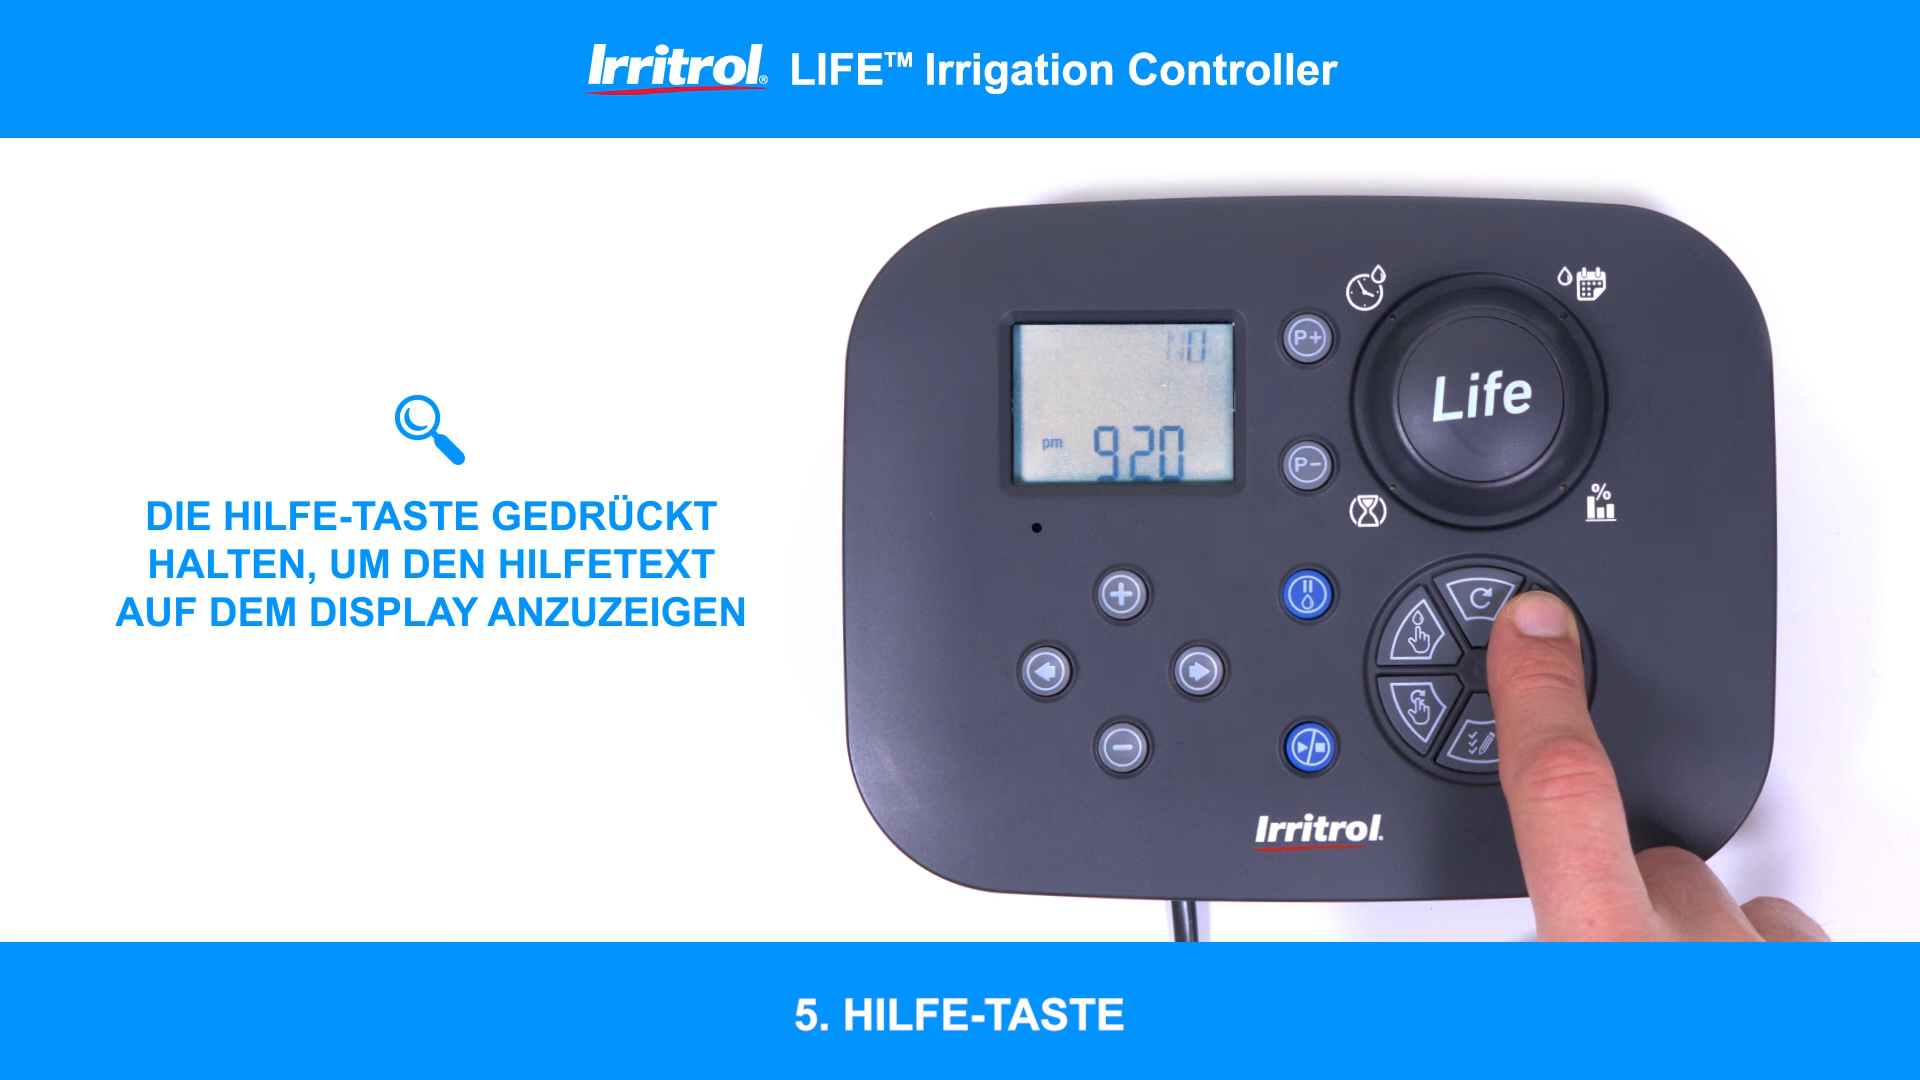 Irritrol® LIFE™ Irrigation Controller
DIE HILFE-TASTE GEDRÜCKT
HALTEN, UM DEN HILFETEXT
AUF DEM DISPLAY ANZUZEIGEN
P+
Life
pm 9 20
P-
%
Irritrol.
5. HILFE-TASTE